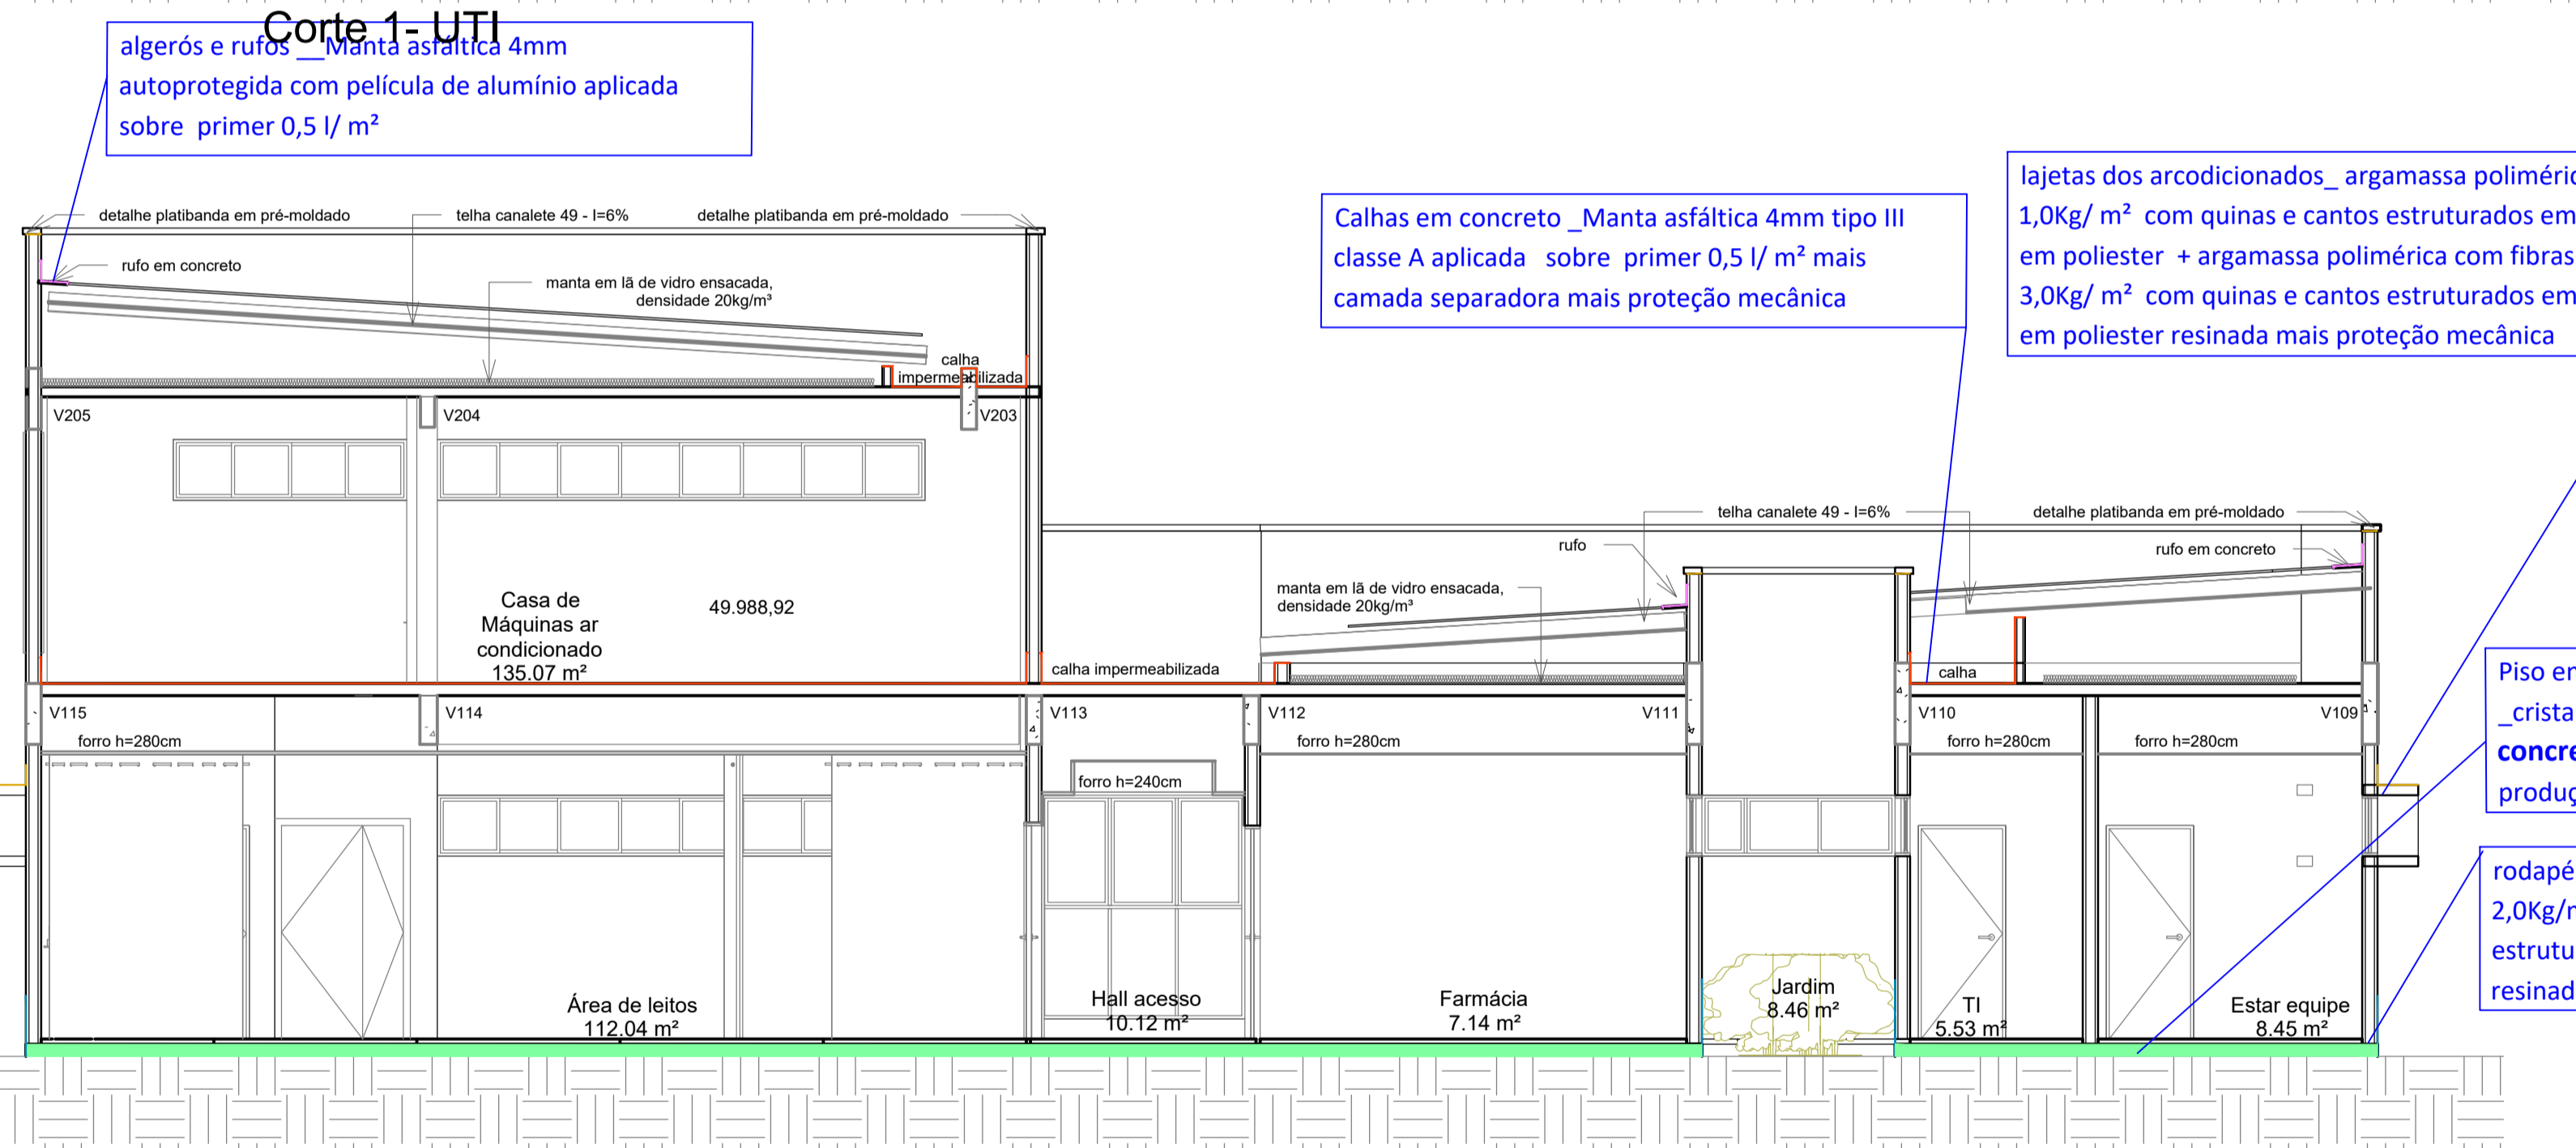 Corte 1- UTI
algerós e rufos __Manta asfáltica 4mm
autoprotegida com película de alumínio aplicada
sobre primer 0,5 l/ m²
lajetas dos arcodicionados_ argamassa poliméric
1,0Kg/ m² com quinas e cantos estruturados em
em poliester + argamassa polimérica com fibras
3,0Kg/ m² com quinas e cantos estruturados em
em poliester resinada mais proteção mecânica
Calhas em concreto _Manta asfáltica 4mm tipo III
classe A aplicada sobre primer 0,5 l/ m² mais
camada separadora mais proteção mecânica
detalhe platibanda em pré-moldado
telha canalete 49 - I=6%
detalhe platibanda em pré-moldado
rufo em concreto
manta em lã de vidro ensacada,
densidade 20kg/m³
calha
impermeabilizada
V205
V204
V203
telha canalete 49 - I=6%
detalhe platibanda em pré-moldado
rufo
rufo em concreto
manta em lã de vidro ensacada,
densidade 20kg/m³
Casa de
Máquinas ar
condicionado
135.07 m²
49.988,92
calha impermeabilizada
calha
Piso en
_crista
concre
produç
V115
V114
V113
V112
V111
V110
V109
forro h=280cm
forro h=280cm
forro h=280cm
forro h=280cm
forro h=240cm
rodapé
2,0Kg/n
estrutu
resinad
Área de leitos
112.04 m²
Hall acesso
10.12 m²
Farmácia
7.14 m²
Jardim
8.46 m²
TI
5.53 m²
Estar equipe
8.45 m²